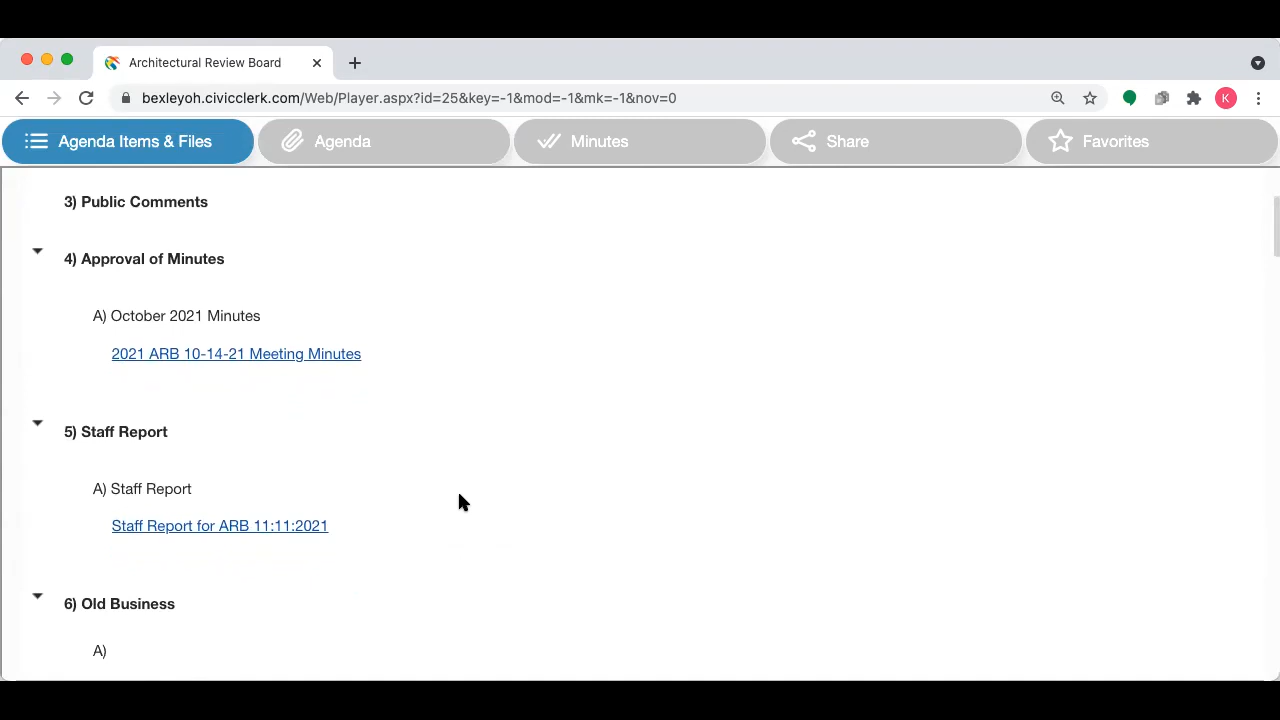 Architectural Review Board
bexleyoh.civicclerk.com/Web/Player.aspx?id=25&key=-1&mod=-1&mk=-1&nov=0
K
Agenda Items & Files
Agenda
Minutes
Share
Favorites
3) Public Comments
4) Approval of Minutes
A) October 2021 Minutes
2021 ARB 10-14-21 Meeting Minutes
5) Staff Report
A) Staff Report
Staff Report for ARB 11:11:2021
6) Old Business
A)